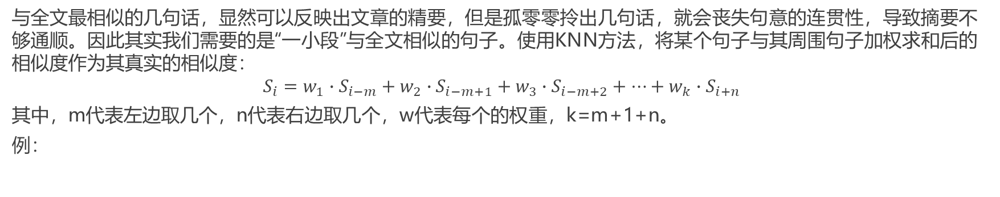 与全文最相似的几句话，显然可以反映出文章的精要，但是孤零零拎出几句话，就会丧失句意的连贯性，导致摘要不
够通顺。因此其实我们需要的是“一小段”与全文相似的句子。使用KNN方法，将某个句子与其周围句子加权求和后的
相似度作为其真实的相似度：
$S_i = w_1 \cdot S_{i-m} + w_2 \cdot S_{i-m+1} + w_3 \cdot S_{i-m+2} + \cdots + w_k \cdot S_{i+n}$
其中，m代表左边取几个，n代表右边取几个，w代表每个的权重，k=m+1+n。
例：